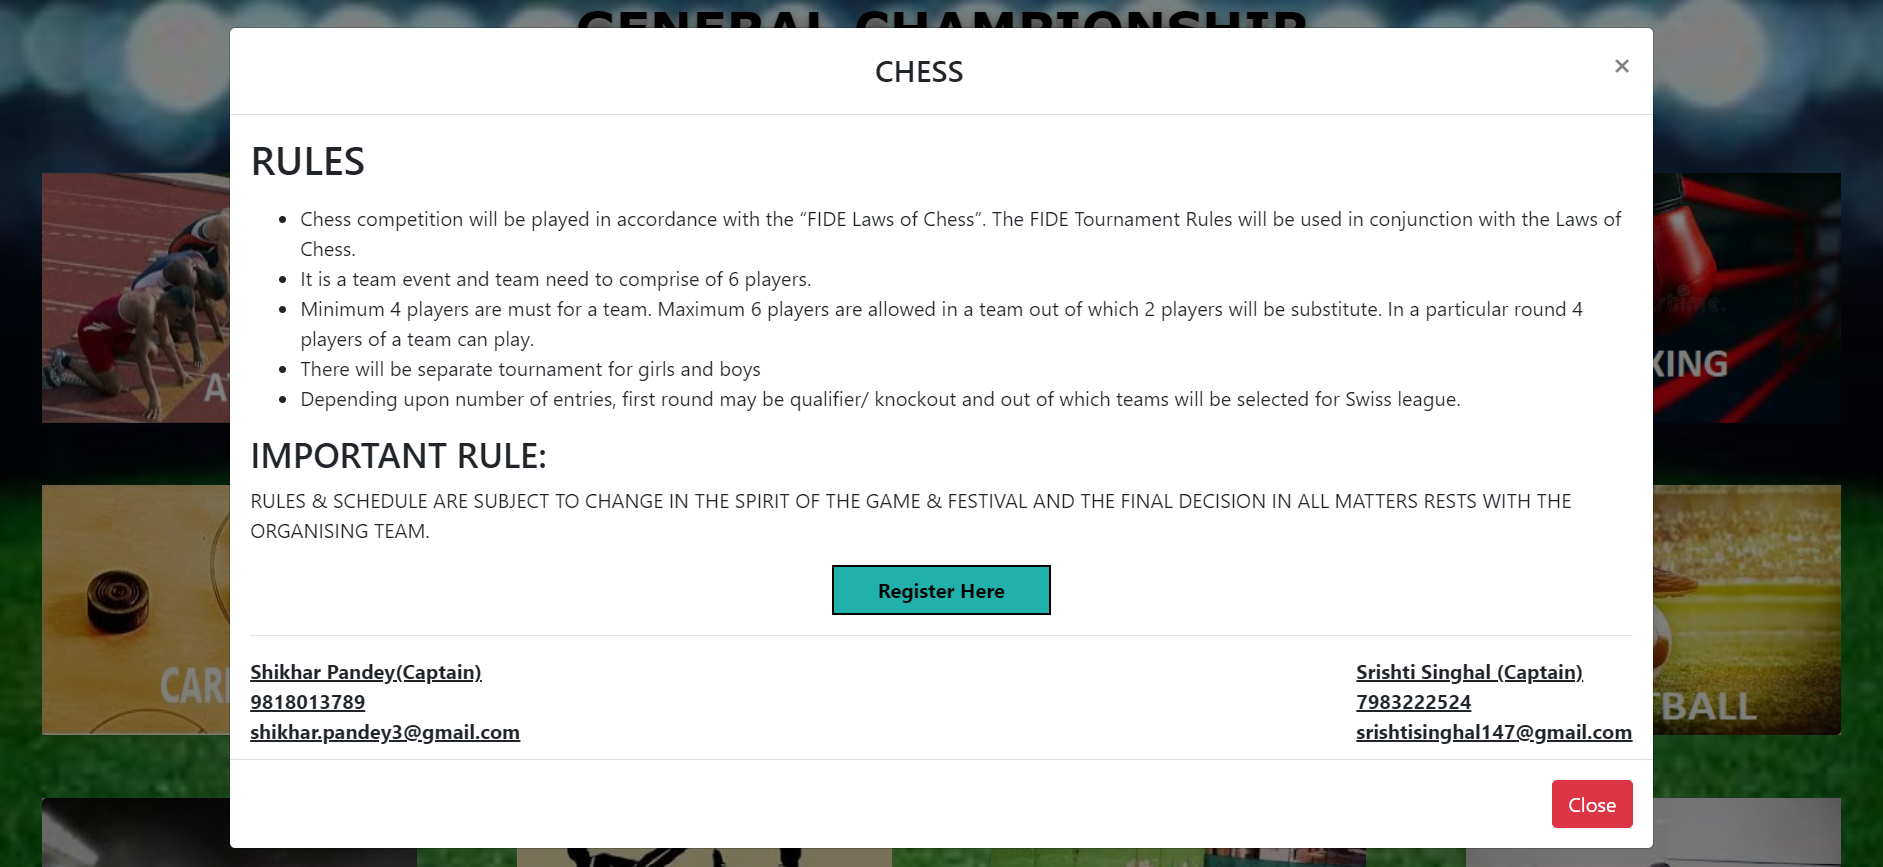 GENERAL CHAMPIONSHIP
CHESS
×
RULES
• Chess competition will be played in accordance with the “FIDE Laws of Chess”. The FIDE Tournament Rules will be used in conjunction with the Laws of
Chess.
• It is a team event and team need to comprise of 6 players.
• Minimum 4 players are must for a team. Maximum 6 players are allowed in a team out of which 2 players will be substitute. In a particular round 4
players of a team can play.
• There will be separate tournament for girls and boys
• Depending upon number of entries, first round may be qualifier/ knockout and out of which teams will be selected for Swiss league.
IMPORTANT RULE:
RULES & SCHEDULE ARE SUBJECT TO CHANGE IN THE SPIRIT OF THE GAME & FESTIVAL AND THE FINAL DECISION IN ALL MATTERS RESTS WITH THE
ORGANISING TEAM.
Register Here
Shikhar Pandey(Captain)
9818013789
shikhar.pandey3@gmail.com
Srishti Singhal (Captain)
7983222524
srishtisinghal147@gmail.com
Close
XING
TBALL